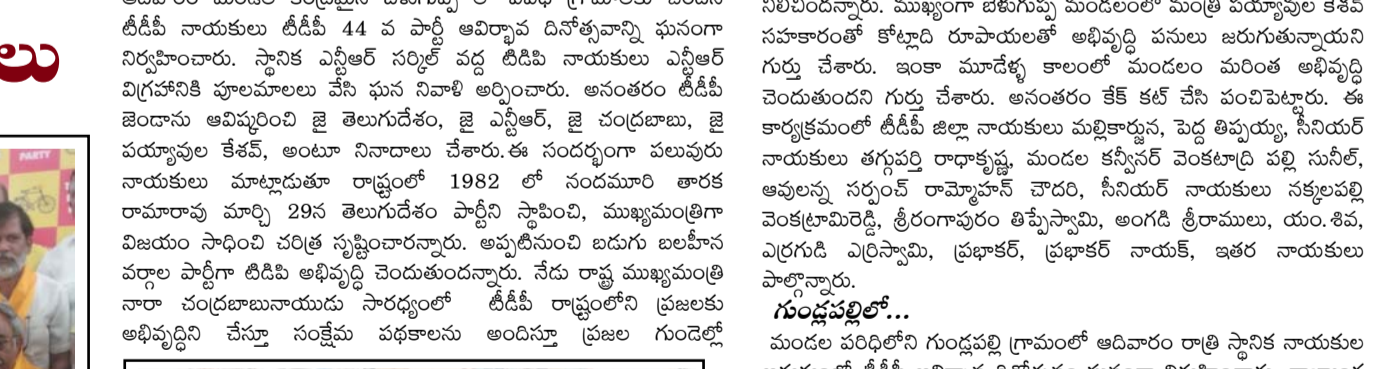 లు
PARTY
టీడీపీ నాయకులు టీడీపీ 44 వ పార్టీ ఆవిర్భావ దినోత్సవాన్ని ఘనంగా
నిర్వహించారు. స్థానిక ఎన్టీఆర్ సర్కిల్ వద్ద టిడిపి నాయకులు ఎన్టీఆర్
విగ్రహానికి పూలమాలలు వేసి ఘన నివాళి అర్పించారు. అనంతరం టీడీపీ
జెండాను ఆవిష్కరించి జై తెలుగుదేశం, జై ఎన్టీఆర్, జై చంద్రబాబు, జై
పయ్యావుల కేశవ్, అంటూ నినాదాలు చేశారు.ఈ సందర్భంగా పలువురు
నాయకులు మాట్లాడుతూ రాష్ట్రంలో 1982 లో నందమూరి తారక
రామారావు మార్చి 29న తెలుగుదేశం పార్టీని స్థాపించి, ముఖ్యమంత్రిగా
విజయం సాధించి చరిత్ర సృష్టించారన్నారు. అప్పటినుంచి బడుగు బలహీన
వర్గాల పార్టీగా టిడిపి అభివృద్ధి చెందుతుందన్నారు. నేడు రాష్ట్ర ముఖ్యమంత్రి
నారా చంద్రబాబునాయుడు సారధ్యంలో టీడీపీ రాష్ట్రంలోని ప్రజలకు
అభివృద్ధిని చేస్తూ సంక్షేమ పథకాలను అందిస్తూ ప్రజల గుండెల్లో
నిలిచిందన్నారు. ముఖ్యంగా బెళుగుప్ప మండలంలో మంత్రి పయ్యావుల కేశవ్
సహకారంతో కోట్లాది రూపాయలతో అభివృద్ధి పనులు జరుగుతున్నాయని
గుర్తు చేశారు. ఇంకా మూడేళ్ళ కాలంలో మండలం మరింత అభివృద్ధి
చెందుతుందని గుర్తు చేశారు. అనంతరం కేక్ కట్ చేసి పంచిపెట్టారు. ఈ
కార్యక్రమంలో టీడీపీ జిల్లా నాయకులు మల్లికార్జున, పెద్ద తిప్పయ్య, సీనియర్
నాయకులు తగ్గుపర్తి రాధాకృష్ణ, మండల కన్వీనర్ వెంకటాద్రి పల్లి సునీల్,
ఆవులన్న సర్పంచ్ రామ్మోహన్ చౌదరి, సీనియర్ నాయకులు నక్కలపల్లి
వెంకట్రామిరెడ్డి, శ్రీరంగాపురం తిప్పేస్వామి, అంగడి శ్రీరాములు, యం.శివ,
ఎర్రగుడి ఎర్రిస్వామి, ప్రభాకర్, ప్రభాకర్ నాయక్, ఇతర నాయకులు
పాల్గొన్నారు.
గుండ్లపల్లిలో...
మండల పరిధిలోని గుండ్లపల్లి గ్రామంలో ఆదివారం రాత్రి స్థానిక నాయకుల